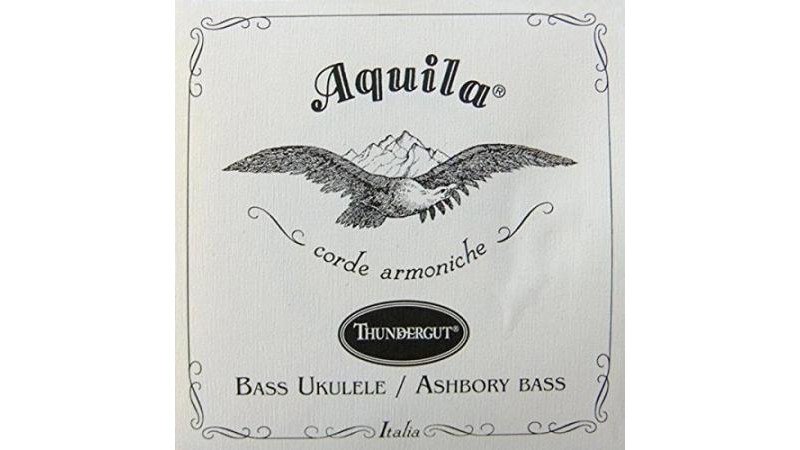 Aquila®
corde armoniche
THUNDERGUT®
BASS UKULELE / ASHBORY BASS
Italia